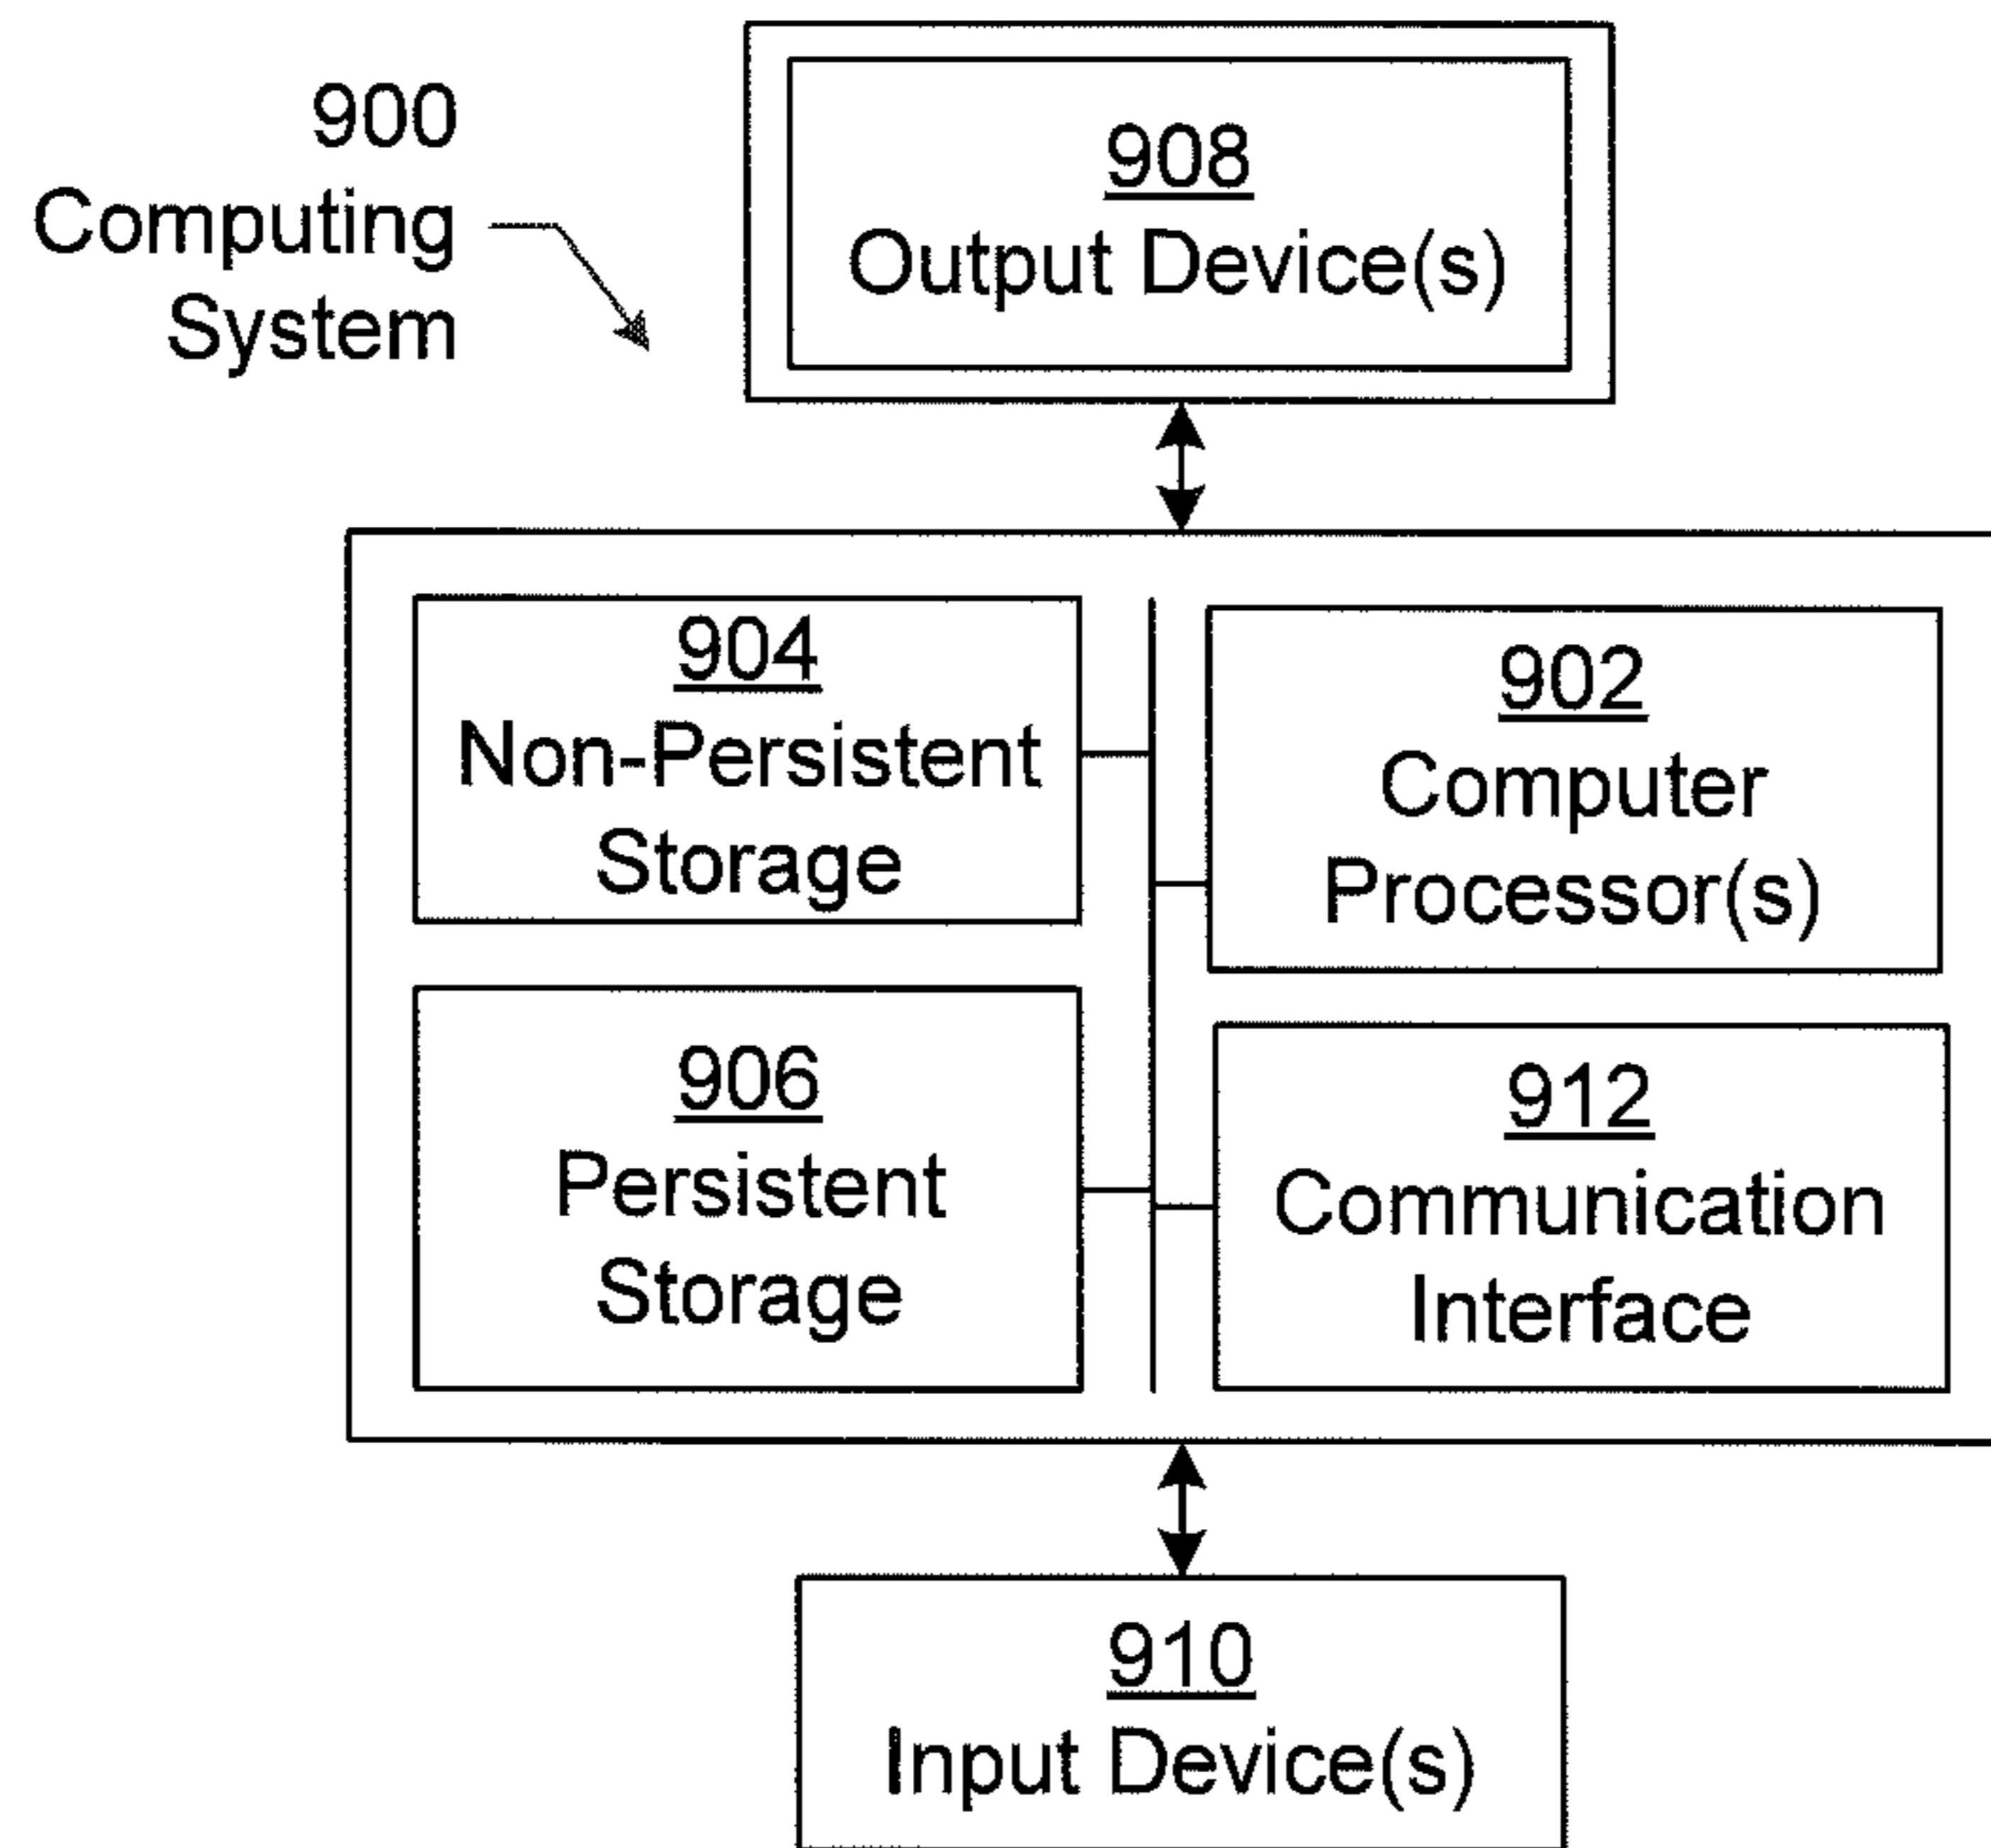 900
Computing
System
908
Output Device(s)
904
Non-Persistent
Storage
902
Computer
Processor(s)
906
Persistent
Storage
912
Communication
Interface
910
Input Device(s)